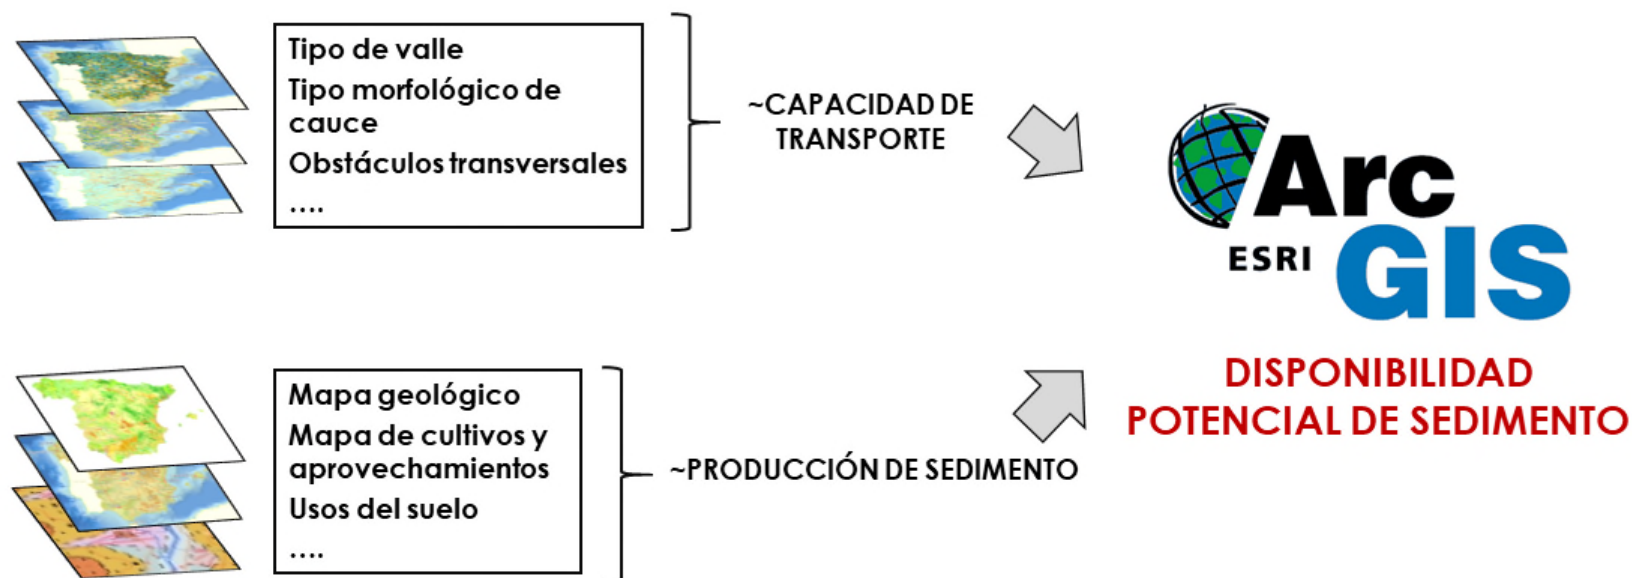 Tipo de valle
Tipo morfológico de
cauce
Obstáculos transversales
....
~CAPACIDAD DE
TRANSPORTE
Arc
ESRI GIS
DISPONIBILIDAD
POTENCIAL DE SEDIMENTO
Mapa geológico
Mapa de cultivos y
aprovechamientos
Usos del suelo
....
~PRODUCCIÓN DE SEDIMENTO